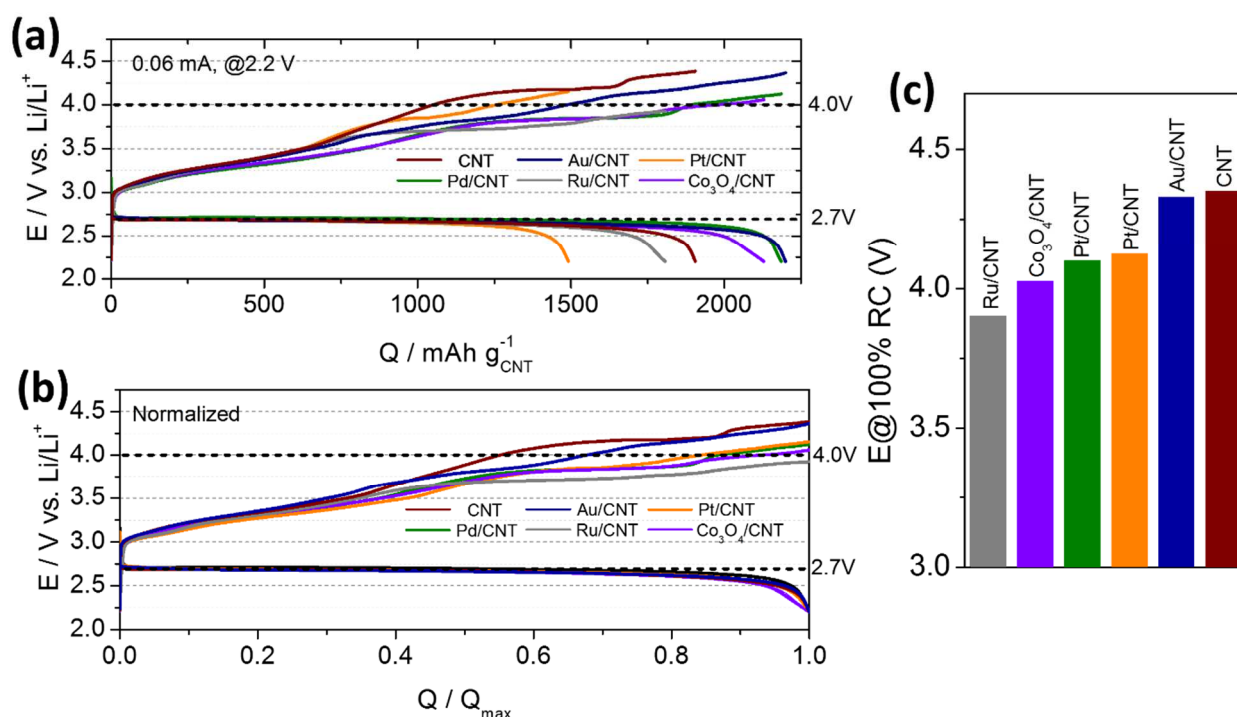 (a)
0.06 mA, @2.2 V
4.5
4.0
3.5
3.0
2.5
2.0
E / V vs. Li/Li⁺
4.0V
2.7V
CNT Au/CNT Pt/CNT
Pd/CNT Ru/CNT Co₃O₄/CNT
0 500 1000 1500 2000
Q / mAh g⁻¹CNT
(b)
Normalized
4.5
4.0
3.5
3.0
2.5
2.0
E / V vs. Li/Li⁺
4.0V
2.7V
CNT Au/CNT Pt/CNT
Pd/CNT Ru/CNT Co₃O₄/CNT
0.0 0.2 0.4 0.6 0.8 1.0
Q / Qmax
(c)
4.5
4.0
3.5
3.0
E@100% RC (V)
Ru/CNT
Co₃O₄/CNT
Pt/CNT
Pt/CNT
Au/CNT
CNT